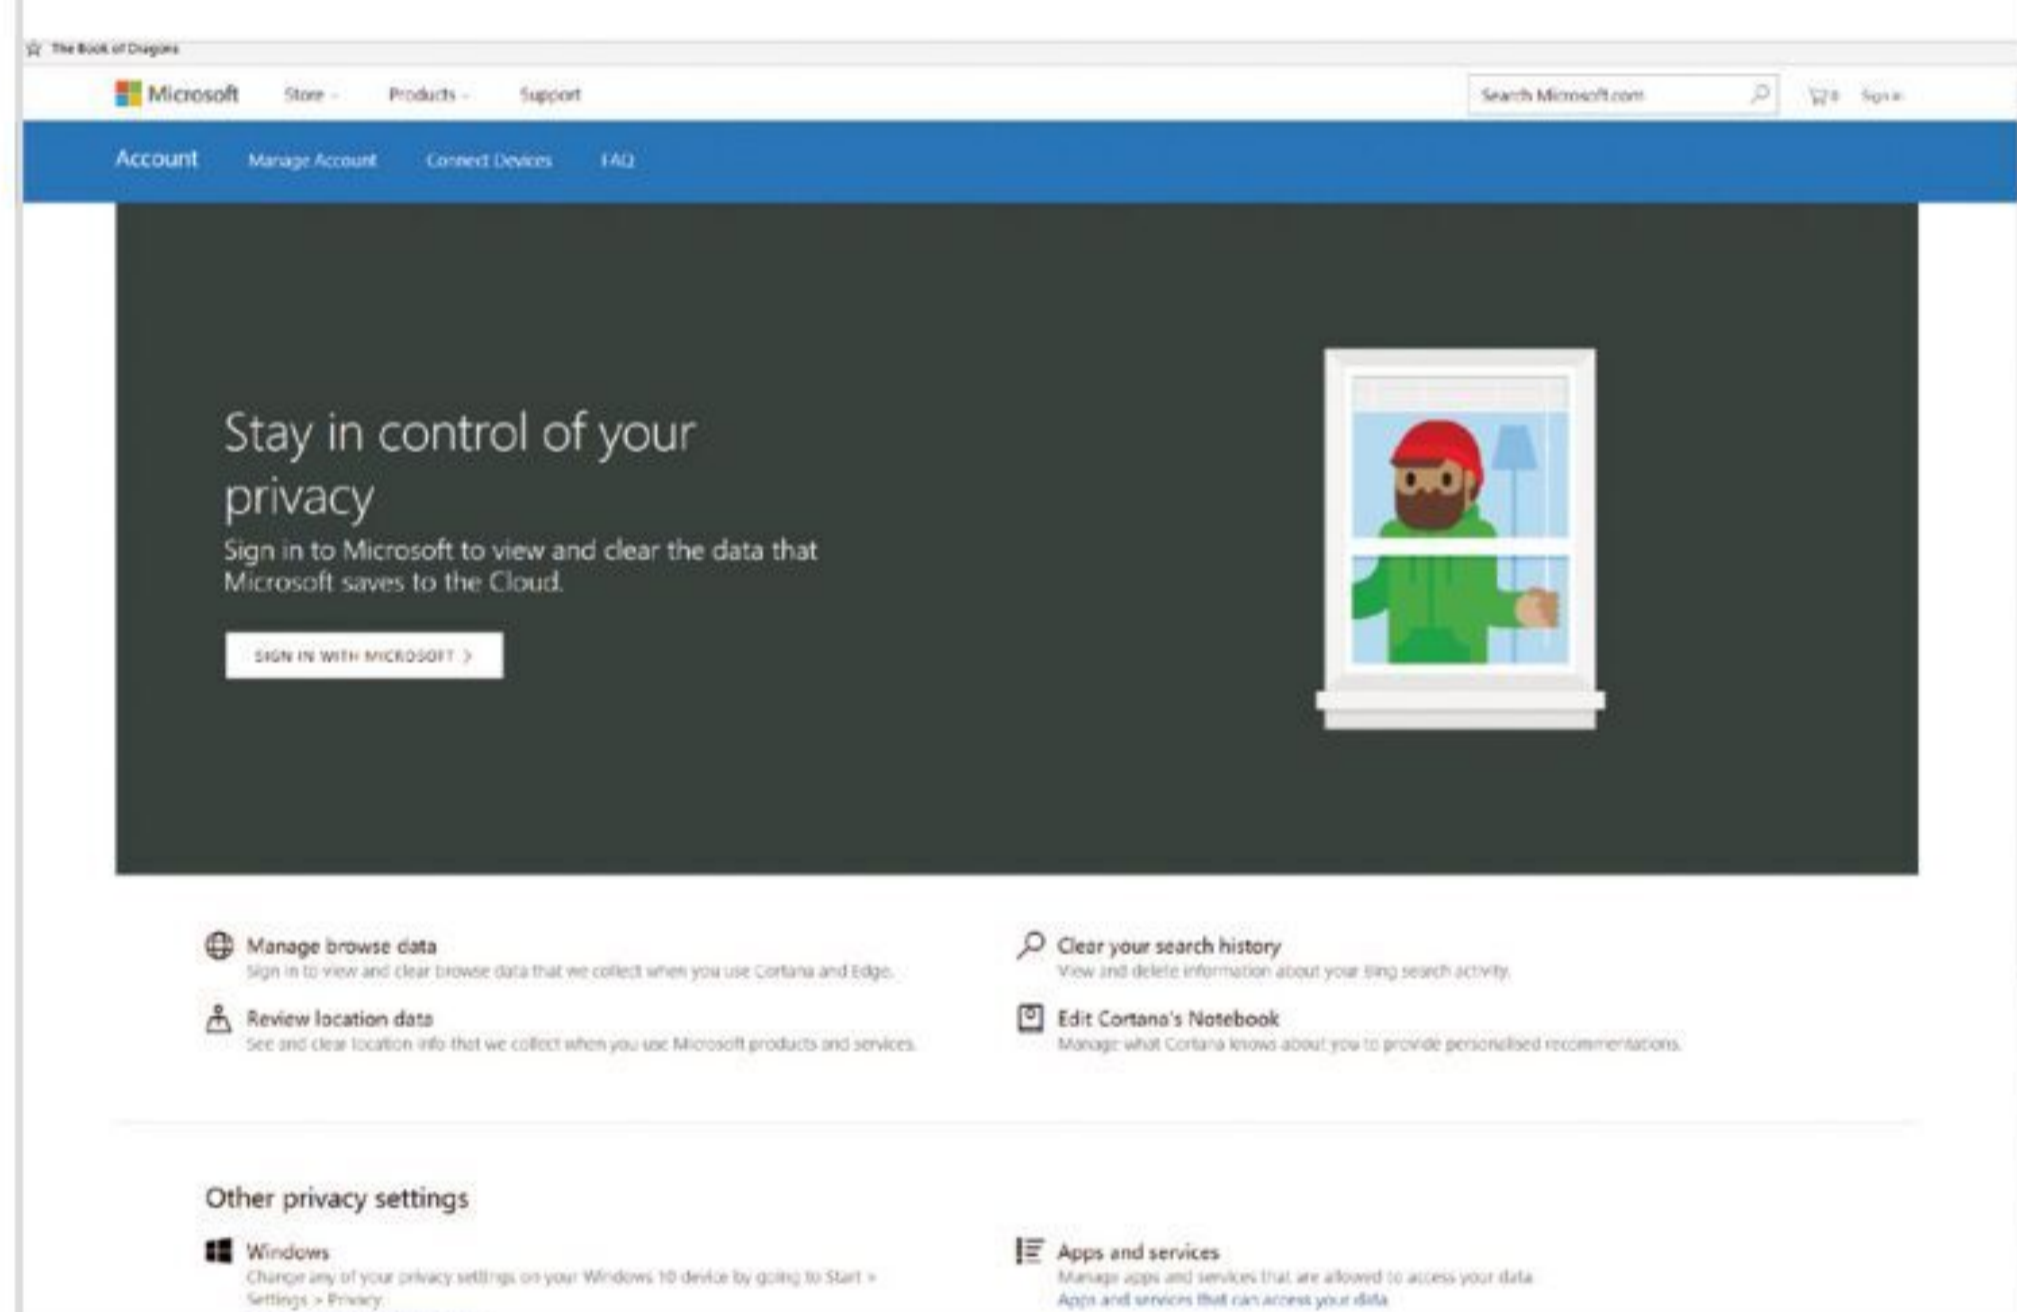 The Book of Dragons
Microsoft Store Products Support Search Microsoft.com 0 Sign in
Account Manage Account Connect Devices FAQ
Stay in control of your
privacy
Sign in to Microsoft to view and clear the data that
Microsoft saves to the Cloud.
SIGN IN WITH MICROSOFT >
Manage browse data
Sign in to view and clear browse data that we collect when you use Cortana and Edge.
Clear your search history
View and delete information about your Bing search activity.
Review location data
See and clear location info that we collect when you use Microsoft products and services.
Edit Cortana's Notebook
Manage what Cortana knows about you to provide personalised recommendations.
Other privacy settings
Windows
Change any of your privacy settings on your Windows 10 device by going to Start >
Settings > Privacy.
Apps and services
Manage apps and services that are allowed to access your data
Apps and services that can access your data